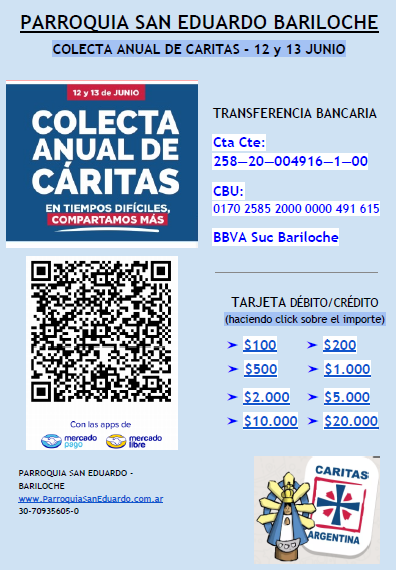 PARROQUIA SAN EDUARDO BARILOCHE
COLECTA ANUAL DE CARITAS - 12 y 13 JUNIO
12 y 13 de JUNIO
COLECTA
ANUAL DE
CÁRITAS
EN TIEMPOS DIFÍCILES,
COMPARTAMOS MÁS
TRANSFERENCIA BANCARIA
Cta Cte:
258—20—004916—1—00
CBU:
0170 2585 2000 0000 491 615
BBVA Suc Bariloche
Con las apps de
mercado pago
mercado libre
TARJETA DÉBITO/CRÉDITO
(haciendo click sobre el importe)
➤ $100 ➤ $200
➤ $500 ➤ $1.000
➤ $2.000 ➤ $5.000
➤ $10.000 ➤ $20.000
PARROQUIA SAN EDUARDO -
BARILOCHE
www.ParroquiaSanEduardo.com.ar
30-70935605-0
CARITAS
ARGENTINA